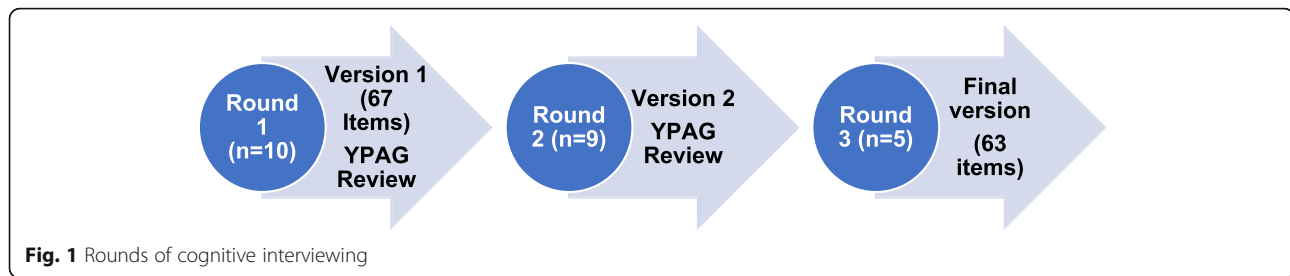 Round
1
(n=10)
Version 1
(67
Items)
YPAG
Review
Round
2 (n=9)
Version 2
YPAG
Review
Round
3 (n=5)
Final
version
(63
items)
Fig. 1 Rounds of cognitive interviewing